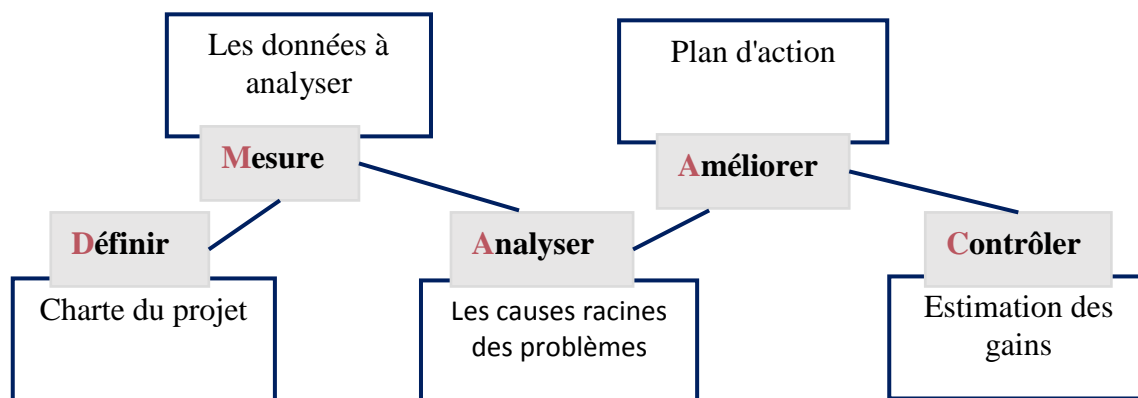 Les données à
analyser
Mesure
Définir
Charte du projet
Analyser
Les causes racines
des problèmes
Plan d'action
Améliorer
Contrôler
Estimation des
gains